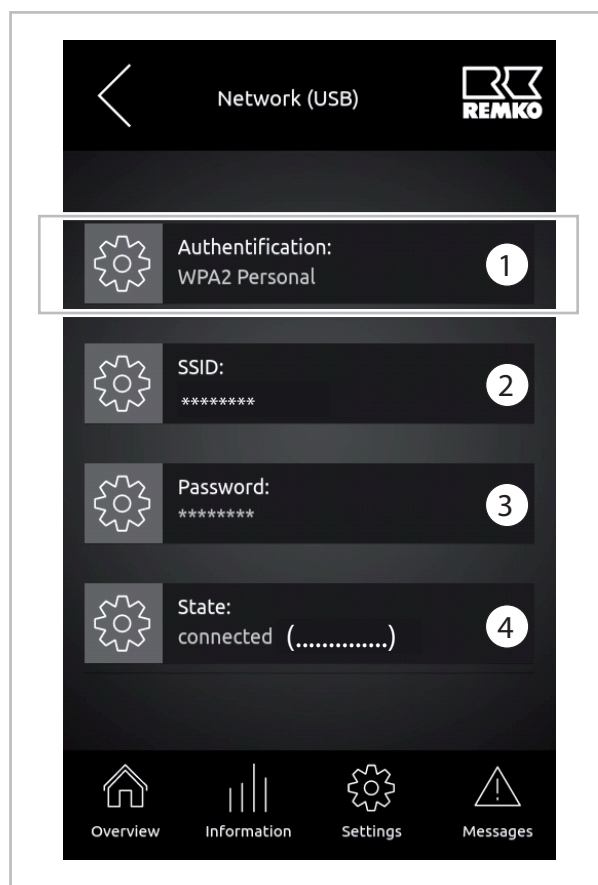 Network (USB)
REMKO
Authentification:
WPA2 Personal
1
SSID:
********
2
Password:
********
3
State:
connected (..............)
4
Overview Information Settings Messages